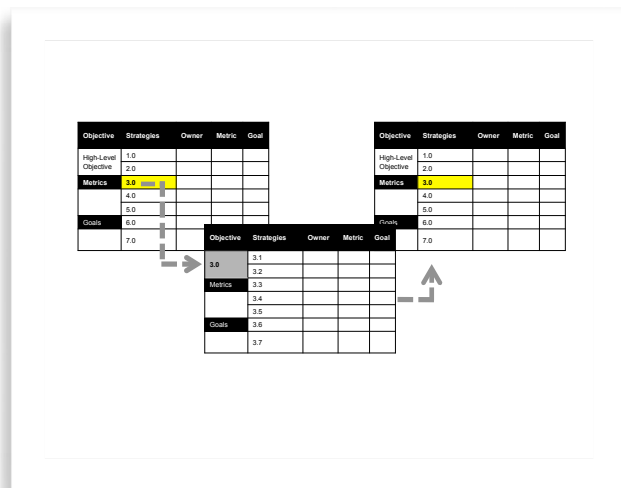 Objective Strategies Owner Metric Goal
High-Level Objective 1.0
2.0
Metrics 3.0
4.0
5.0
Goals 6.0
7.0
Objective Strategies Owner Metric Goal
High-Level Objective 1.0
2.0
Metrics 3.0
4.0
5.0
Goals 6.0
7.0
Objective Strategies Owner Metric Goal
3.0 3.1
3.2
Metrics 3.3
3.4
3.5
Goals 3.6
3.7